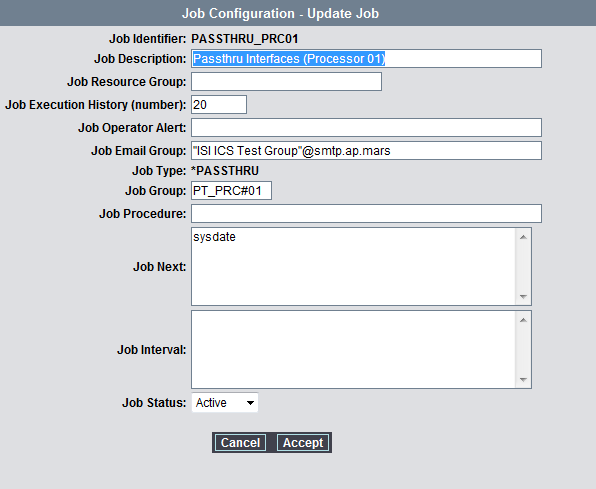 Job Configuration - Update Job
Job Identifier: PASSTHRU_PRC01
Job Description: Passthru Interfaces (Processor 01)
Job Resource Group:
Job Execution History (number): 20
Job Operator Alert:
Job Email Group: "ISI ICS Test Group"@smtp.ap.mars
Job Type: *PASSTHRU
Job Group: PT_PRC#01
Job Procedure:
Job Next: sysdate
Job Interval:
Job Status: Active
Cancel Accept